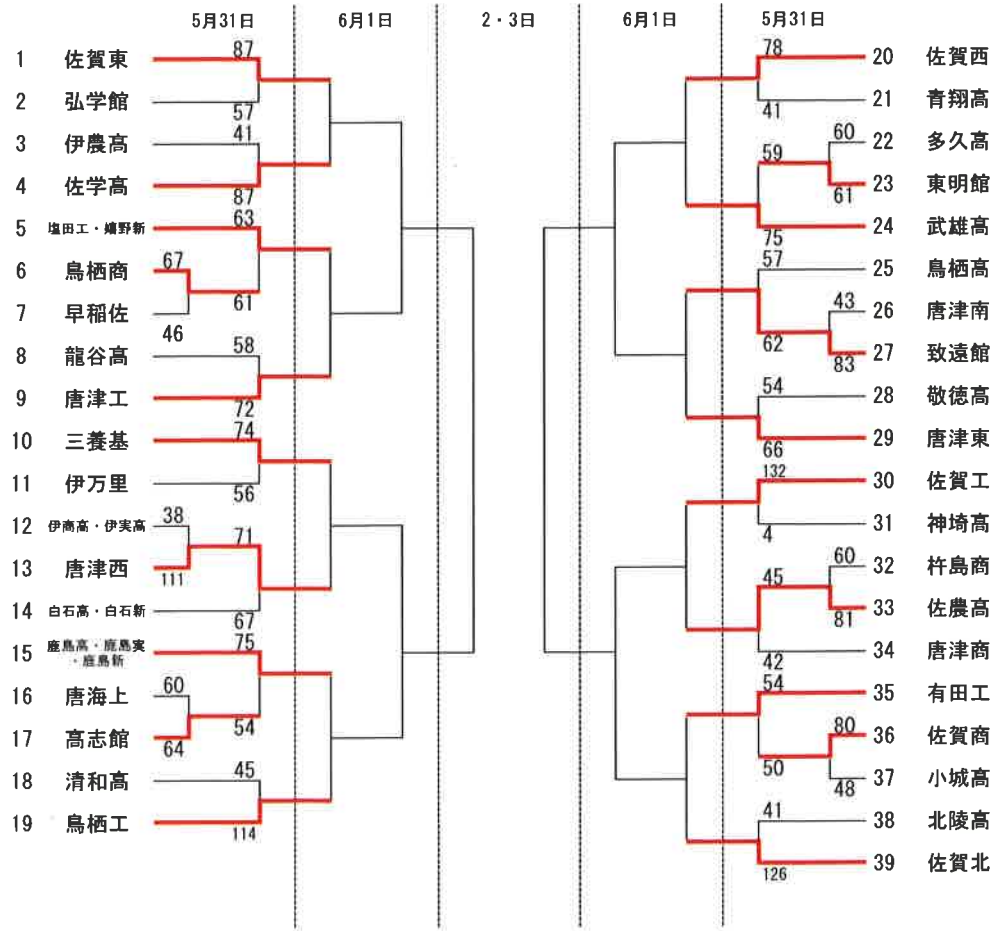 5月31日 6月1日 2・3日 6月1日 5月31日
1 佐賀東 87
2 弘学館 57
3 伊農高 41
4 佐学高 87
5 塩田工・嬉野新 63
6 鳥栖商 67
61
7 早稲佐 46
8 龍谷高 58
9 唐津工 72
10 三養基 74
11 伊万里 56
12 伊商高・伊実高 38
71
13 唐津西 111
14 白石高・白石新 67
15 鹿島高・鹿島実
・鹿島新 75
16 唐海上 60
54
17 高志館 64
18 清和高 45
19 鳥栖工 114
78 20 佐賀西
41 21 青翔高
60 22 多久高
59
61 23 東明館
75 24 武雄高
57 25 鳥栖高
43 26 唐津南
62
83 27 致遠館
54 28 敬徳高
66 29 唐津東
132 30 佐賀工
4 31 神埼高
60 32 杵島商
45
81 33 佐農高
42 34 唐津商
54 35 有田工
80 36 佐賀商
50
48 37 小城高
41 38 北陵高
126 39 佐賀北